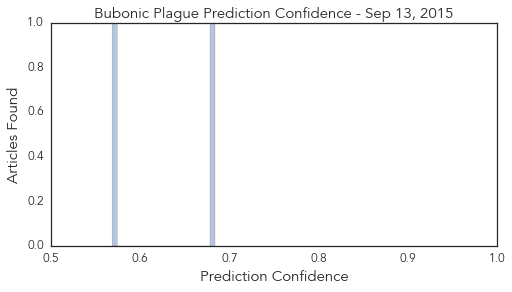 Bubonic Plague Prediction Confidence - Sep 13, 2015
1.0
0.8
0.6
0.4
0.2
0.0
Articles Found
0.5 0.6 0.7 0.8 0.9 1.0
Prediction Confidence